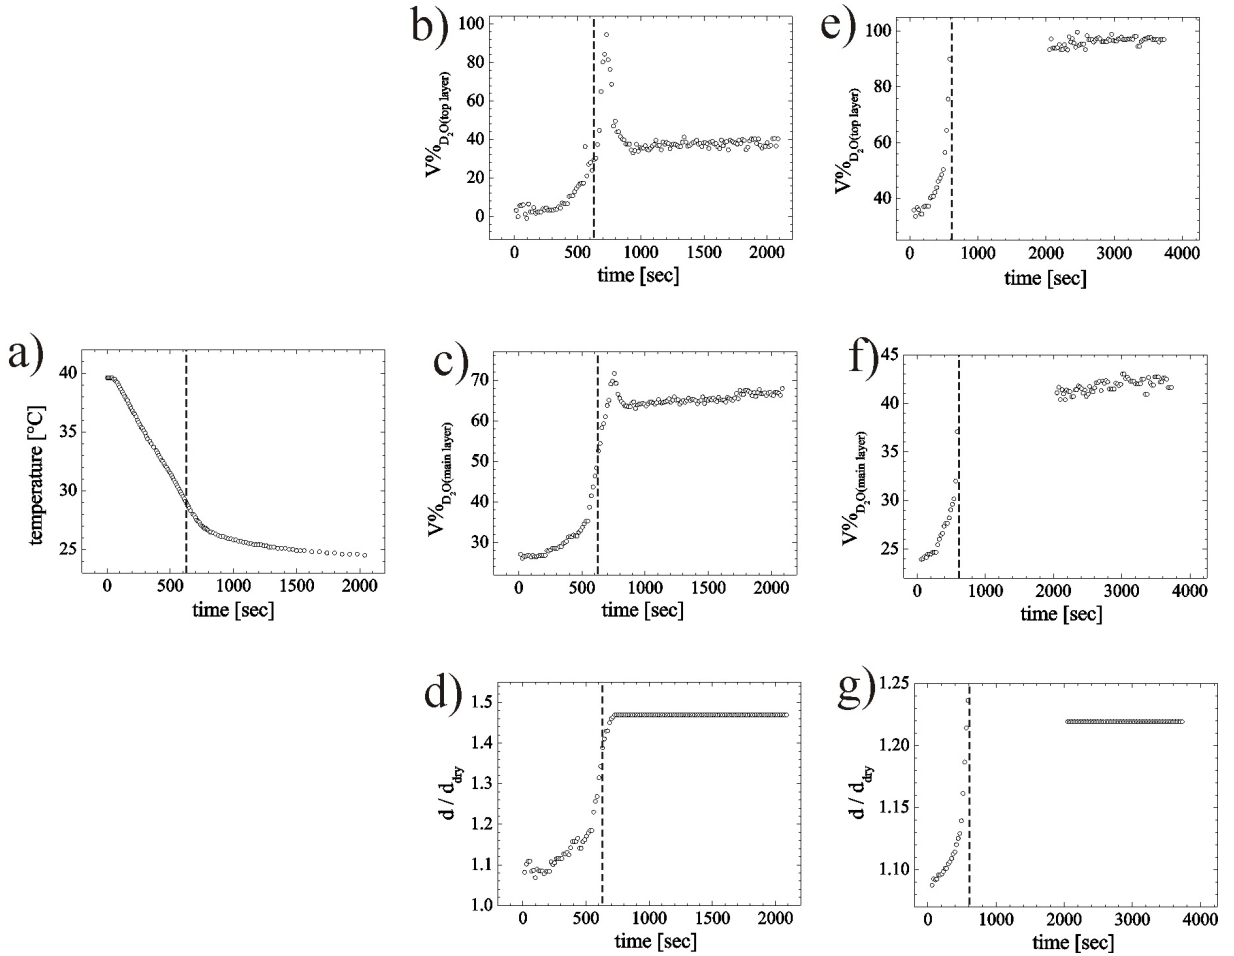 b)
100
80
60
40
20
0
V%D₂O(top layer)
0 500 1000 1500 2000
time [sec]
e)
100
80
60
40
V%D₂O(top layer)
0 1000 2000 3000 4000
time [sec]
a)
40
35
30
25
temperature [°C]
0 500 1000 1500 2000
time [sec]
c)
70
60
50
40
30
V%D₂O(main layer)
0 500 1000 1500 2000
time [sec]
f)
45
40
35
30
25
V%D₂O(main layer)
0 1000 2000 3000 4000
time [sec]
d)
1.5
1.4
1.3
1.2
1.1
1.0
d / ddry
0 500 1000 1500 2000
time [sec]
g)
1.25
1.20
1.15
1.10
d / ddry
0 1000 2000 3000 4000
time [sec]